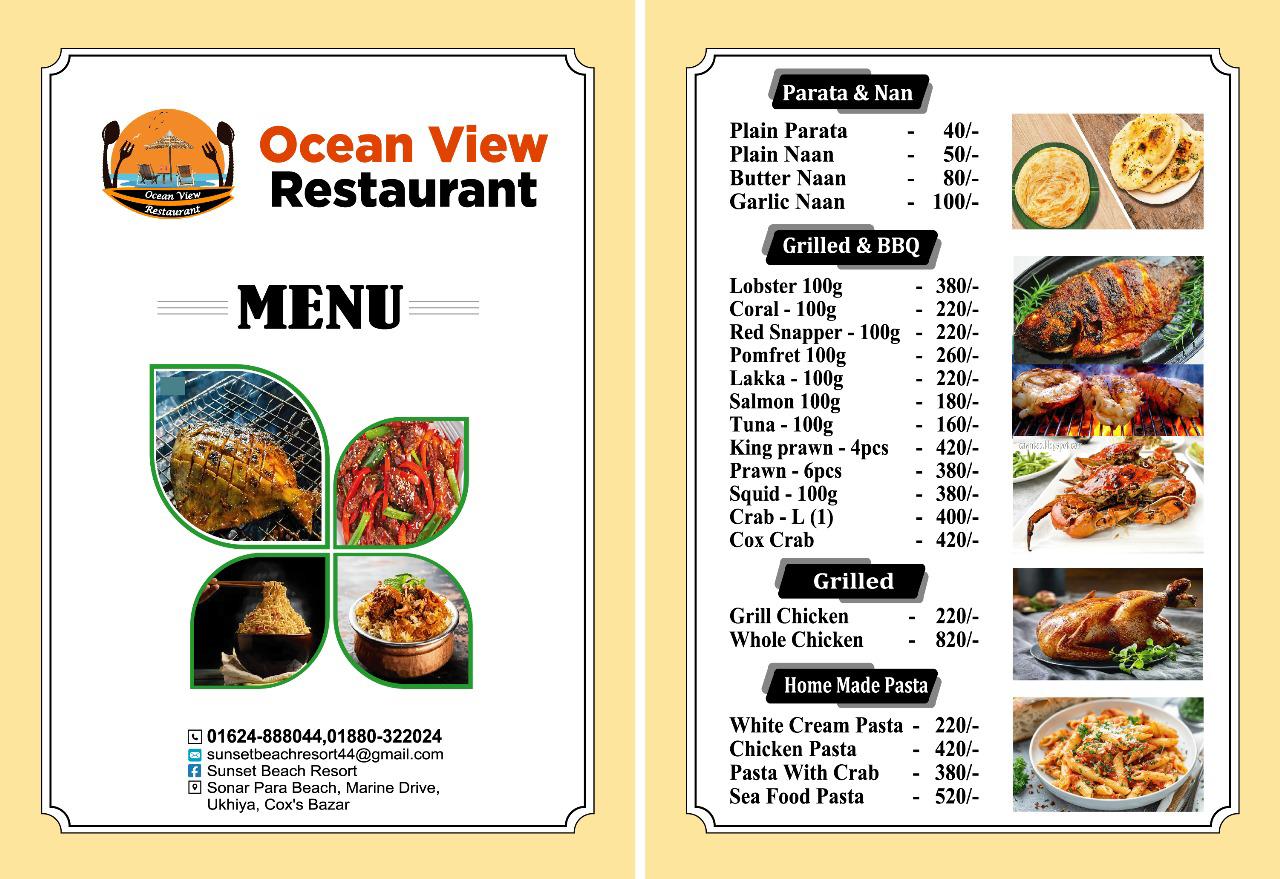 Ocean View
Restaurant
Ocean View
Restaurant
MENU
01624-888044,01880-322024
sunsetbeachresort44@gmail.com
Sunset Beach Resort
Sonar Para Beach, Marine Drive,
Ukhiya, Cox's Bazar
Parata & Nan
Plain Parata - 40/-
Plain Naan - 50/-
Butter Naan - 80/-
Garlic Naan - 100/-
Grilled & BBQ
Lobster 100g - 380/-
Coral - 100g - 220/-
Red Snapper - 100g - 220/-
Pomfret 100g - 260/-
Lakka - 100g - 220/-
Salmon 100g - 180/-
Tuna - 100g - 160/-
King prawn - 4pcs - 420/-
Prawn - 6pcs - 380/-
Squid - 100g - 380/-
Crab - L (1) - 400/-
Cox Crab - 420/-
Grilled
Grill Chicken - 220/-
Whole Chicken - 820/-
Home Made Pasta
White Cream Pasta - 220/-
Chicken Pasta - 420/-
Pasta With Crab - 380/-
Sea Food Pasta - 520/-